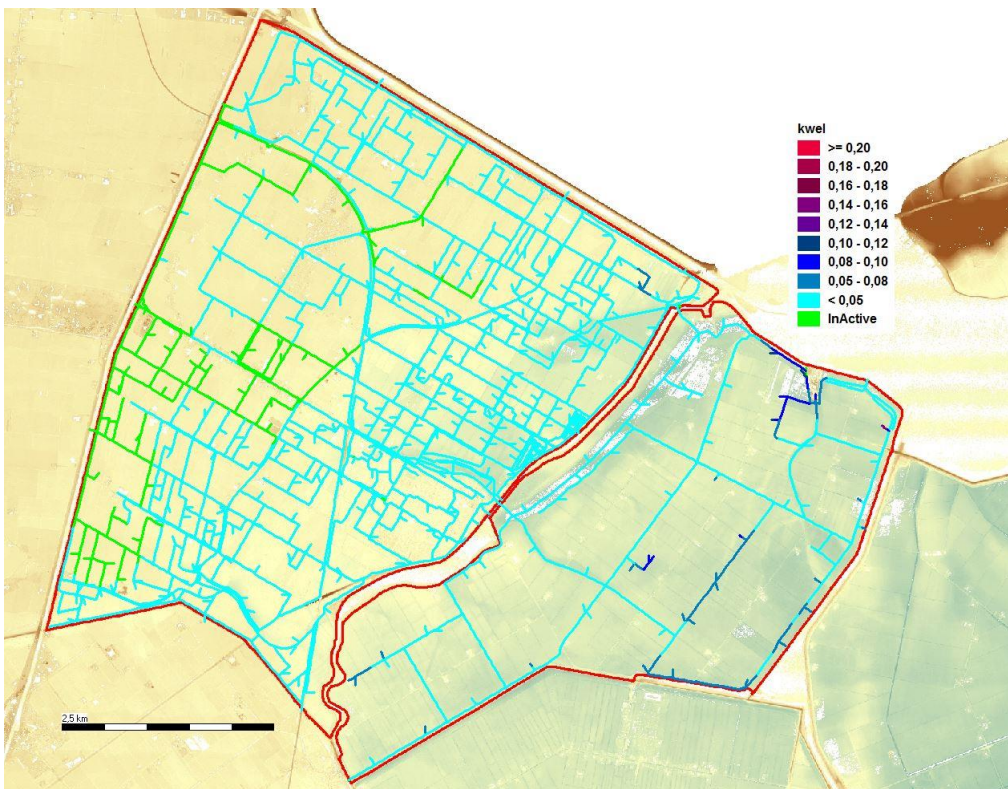 kwel
>= 0,20
0,18 - 0,20
0,16 - 0,18
0,14 - 0,16
0,12 - 0,14
0,10 - 0,12
0,08 - 0,10
0,05 - 0,08
< 0,05
InActive
2,5 km